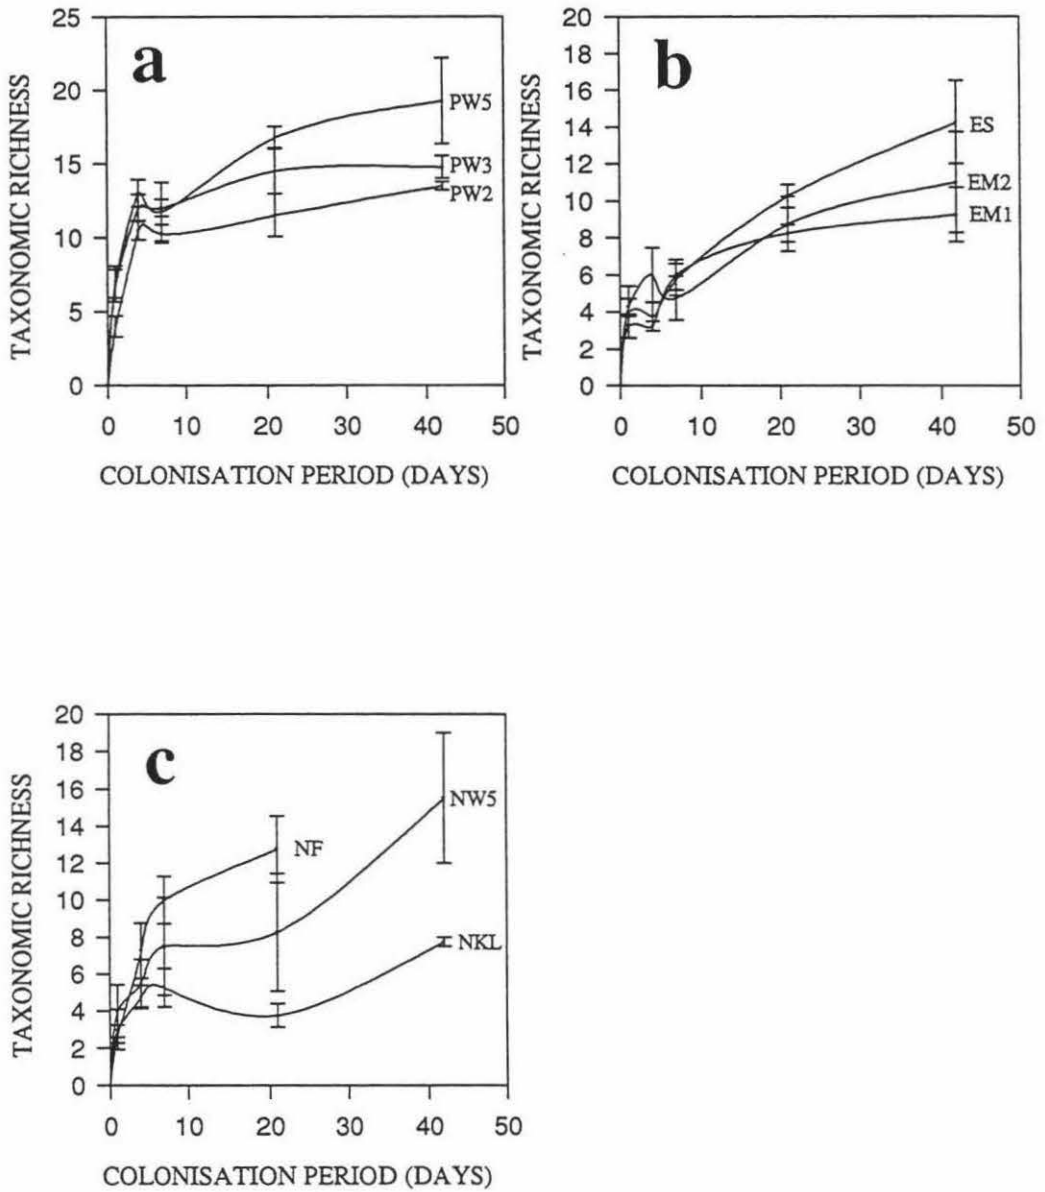 a
TAXONOMIC RICHNESS
25
20
15
10
5
0
PW5
PW3
PW2
0 10 20 30 40 50
COLONISATION PERIOD (DAYS)
b
TAXONOMIC RICHNESS
20
18
16
14
12
10
8
6
4
2
0
ES
EM2
EM1
0 10 20 30 40 50
COLONISATION PERIOD (DAYS)
c
TAXONOMIC RICHNESS
20
18
16
14
12
10
8
6
4
2
0
NF
NW5
NKL
0 10 20 30 40 50
COLONISATION PERIOD (DAYS)